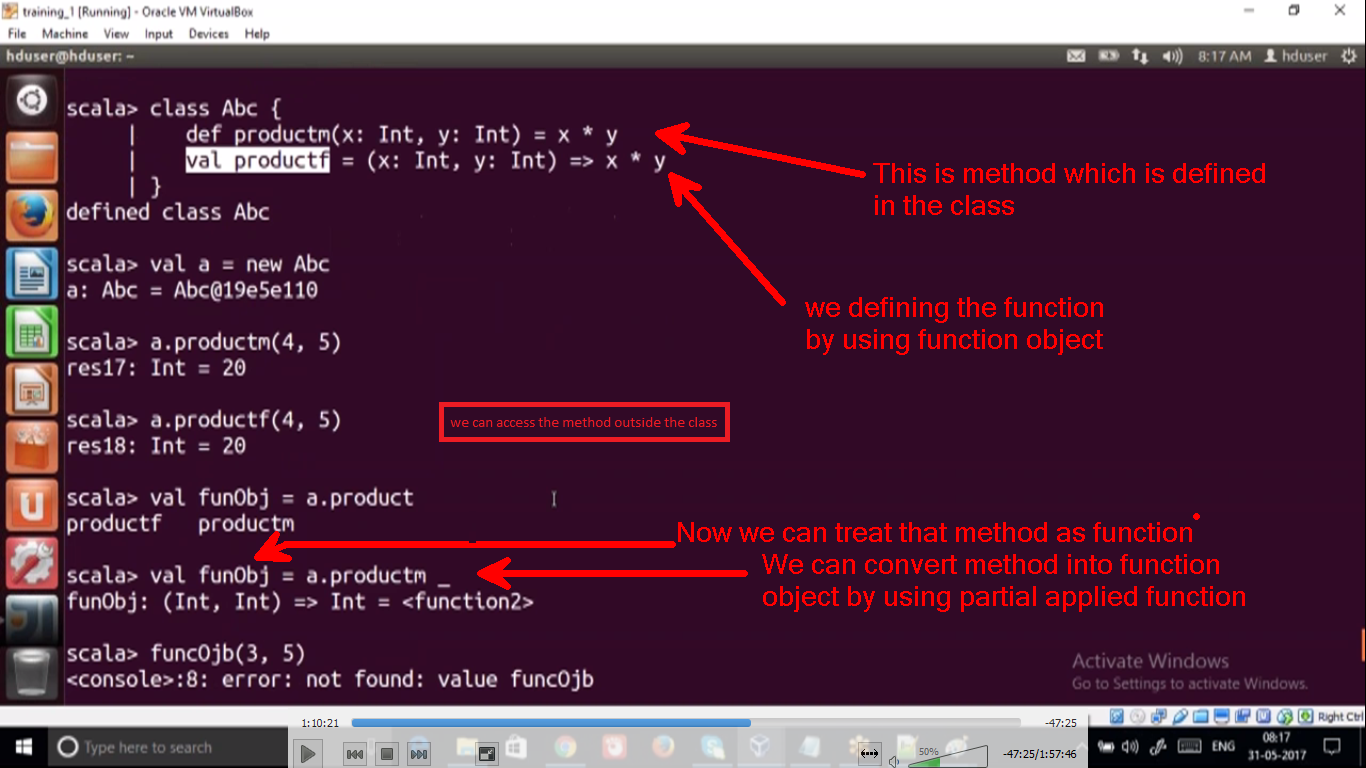 training_1 [Running] - Oracle VM VirtualBox
File Machine View Input Devices Help
hduser@hduser: ~
8:17 AM hduser
scala> class Abc {
| def productm(x: Int, y: Int) = x * y
| val productf = (x: Int, y: Int) => x * y
| }
defined class Abc
This is method which is defined
in the class
scala> val a = new Abc
a: Abc = Abc@19e5e110
we defining the function
by using function object
scala> a.productm(4, 5)
res17: Int = 20
scala> a.productf(4, 5)
res18: Int = 20
we can access the method outside the class
scala> val funObj = a.product
productf productm
Now we can treat that method as function
scala> val funObj = a.productm _
funObj: (Int, Int) => Int = <function2>
We can convert method into function
object by using partial applied function
scala> funcOjb(3, 5)
<console>:8: error: not found: value funcOjb
Activate Windows
Go to Settings to activate Windows.
Right Ctrl
1:10:21
-47:25
Type here to search
50%
-47:25/1:57:46
ENG
08:17
31-05-2017